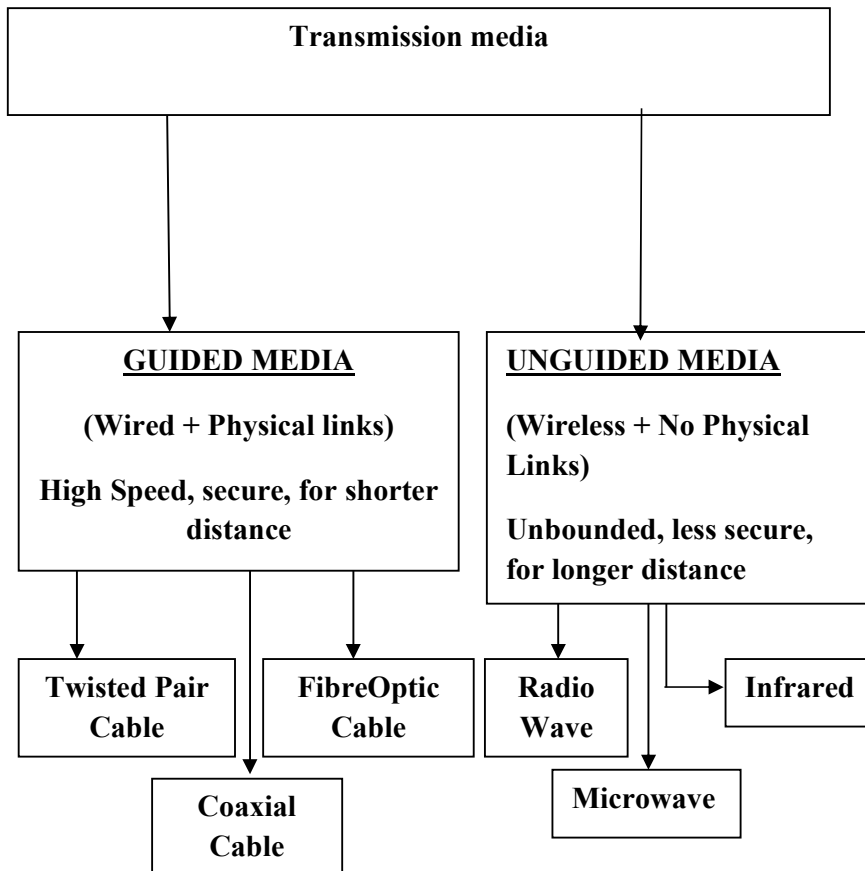 Transmission media
GUIDED MEDIA
(Wired + Physical links)
High Speed, secure, for shorter
distance
UNGUIDED MEDIA
(Wireless + No Physical
Links)
Unbounded, less secure,
for longer distance
Twisted Pair
Cable
FibreOptic
Cable
Radio
Wave
Infrared
Coaxial
Cable
Microwave